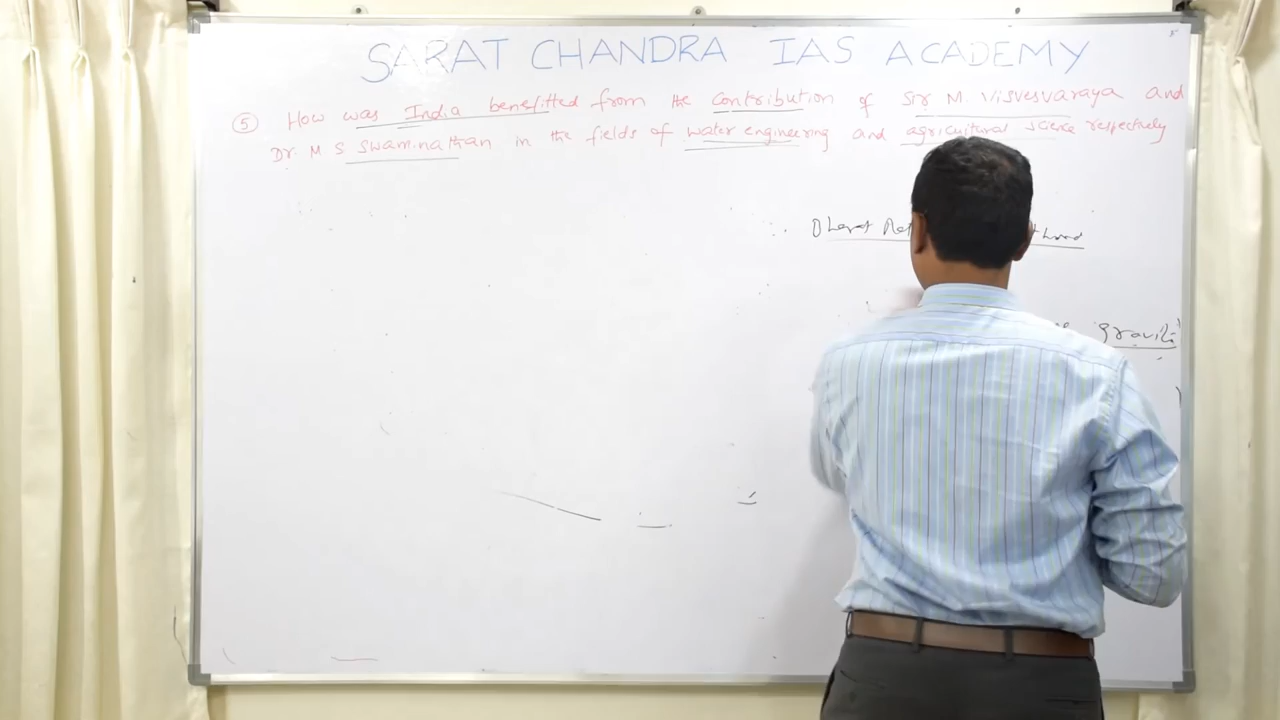 SARAT CHANDRA IAS ACADEMY
⑤ How was India benefitted from the contribution of Sir M. Visvesvaraya and
Dr. M S Swaminathan in the fields of water engineering and agricultural science respectively
gravity